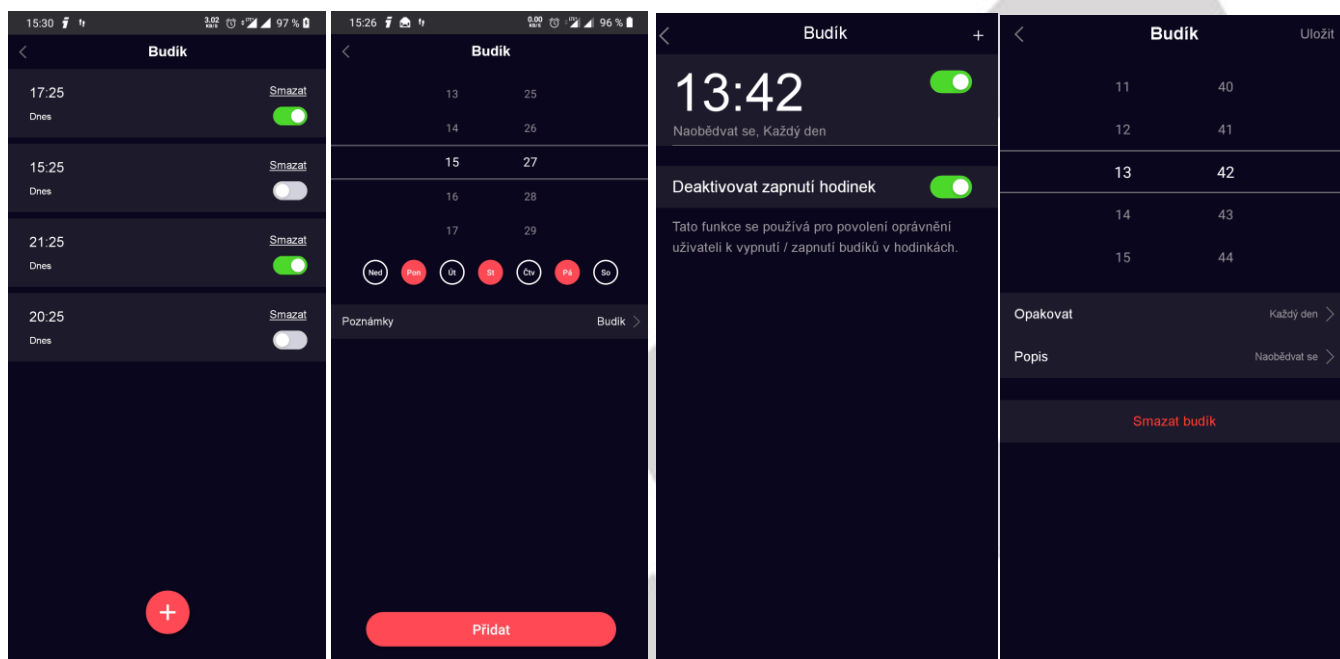 15:30 3.02 KB/S 97 %
Budík
17:25 Smazat
Dnes
15:25 Smazat
Dnes
21:25 Smazat
Dnes
20:25 Smazat
Dnes
+
15:26 0.00 KB/S 96 %
Budík
13 25
14 26
15 27
16 28
17 29
Ned Pon Út St Čtv Pá So
Poznámky Budík
Přidat
Budík +
13:42
Naobědvat se, Každý den
Deaktivovat zapnutí hodinek
Tato funkce se používá pro povolení oprávnění
uživateli k vypnutí / zapnutí budíků v hodinkách.
Budík Uložit
11 40
12 41
13 42
14 43
15 44
Opakovat Každý den
Popis Naobědvat se
Smazat budík